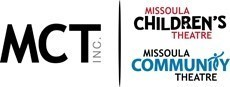 MCT INC.
MISSOULA
CHILDREN'S
THEATRE
MISSOULA
COMMUNITY
THEATRE